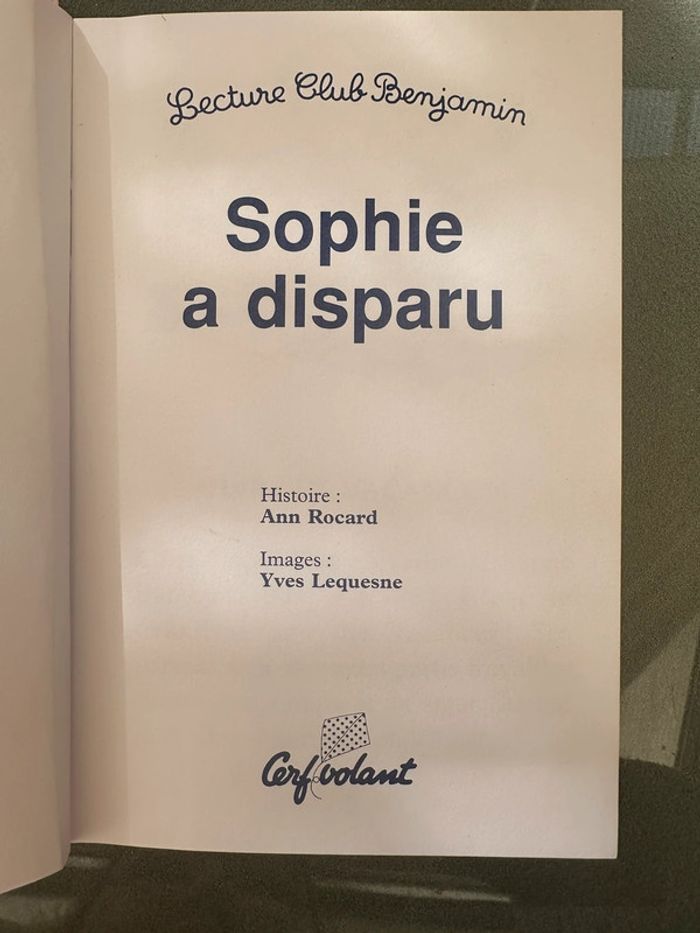 Lecture Club Benjamin
Sophie
a disparu
Histoire :
Ann Rocard
Images :
Yves Lequesne
Cerf volant